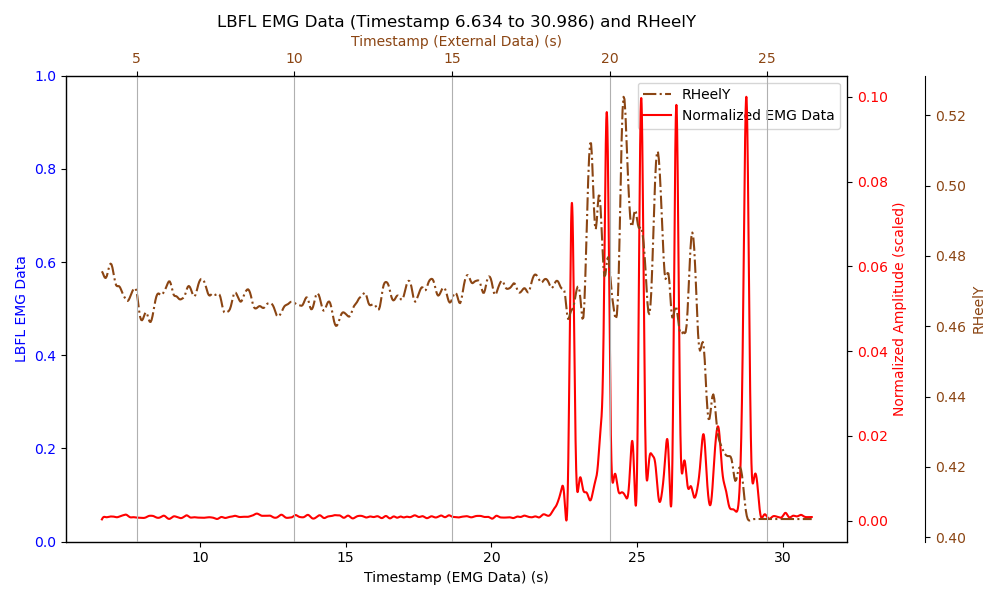 LBFL EMG Data (Timestamp 6.634 to 30.986) and RHeelY
Timestamp (External Data) (s)
5 10 15 20 25
RHeelY
Normalized EMG Data
1.0
0.8
0.6
0.4
0.2
0.0
LBFL EMG Data
0.10
0.08
0.06
0.04
0.02
0.00
Normalized Amplitude (scaled)
0.52
0.50
0.48
0.46
0.44
0.42
0.40
RHeelY
10 15 20 25 30
Timestamp (EMG Data) (s)